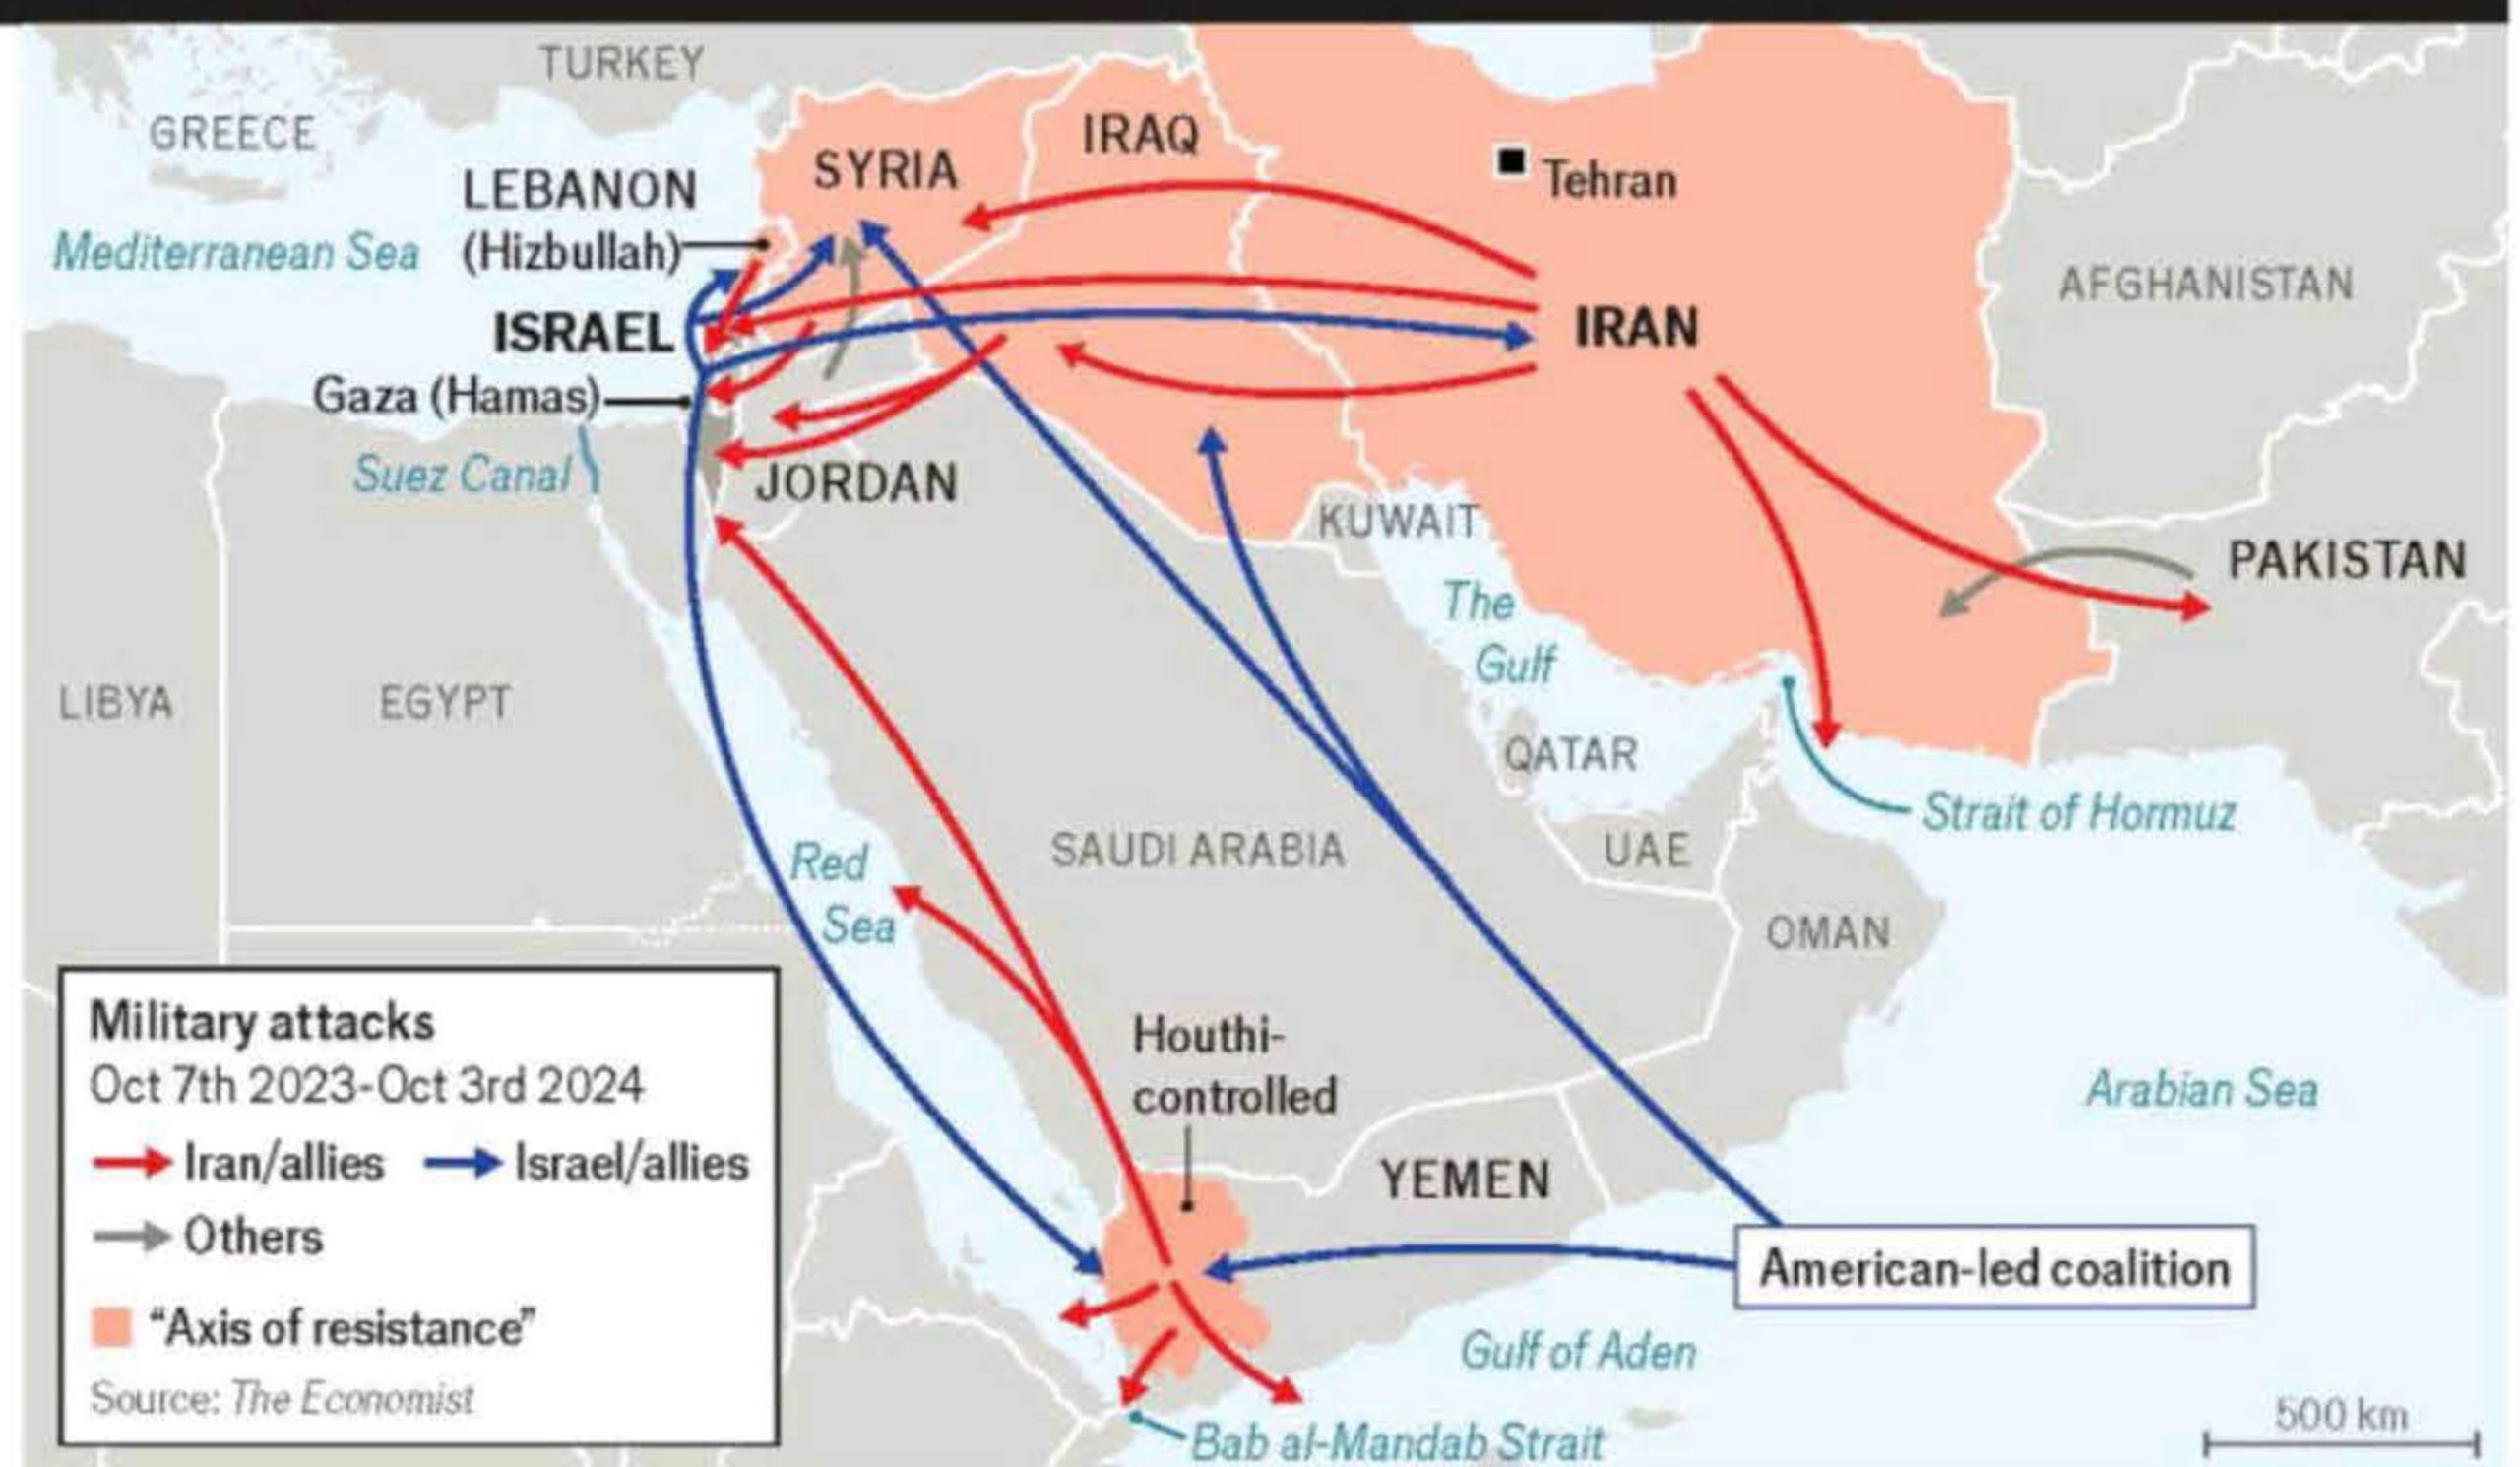 TURKEY
GREECE
IRAQ
SYRIA
Tehran
LEBANON
(Hizbullah)
Mediterranean Sea
AFGHANISTAN
ISRAEL
IRAN
Gaza (Hamas)
Suez Canal
JORDAN
KUWAIT
PAKISTAN
The
Gulf
LIBYA
EGYPT
QATAR
Strait of Hormuz
Red
Sea
SAUDI ARABIA
UAE
OMAN
Houthi-
controlled
Arabian Sea
YEMEN
American-led coalition
Gulf of Aden
Bab al-Mandab Strait
500 km
Military attacks
Oct 7th 2023-Oct 3rd 2024
Iran/allies Israel/allies
Others
“Axis of resistance”
Source: The Economist